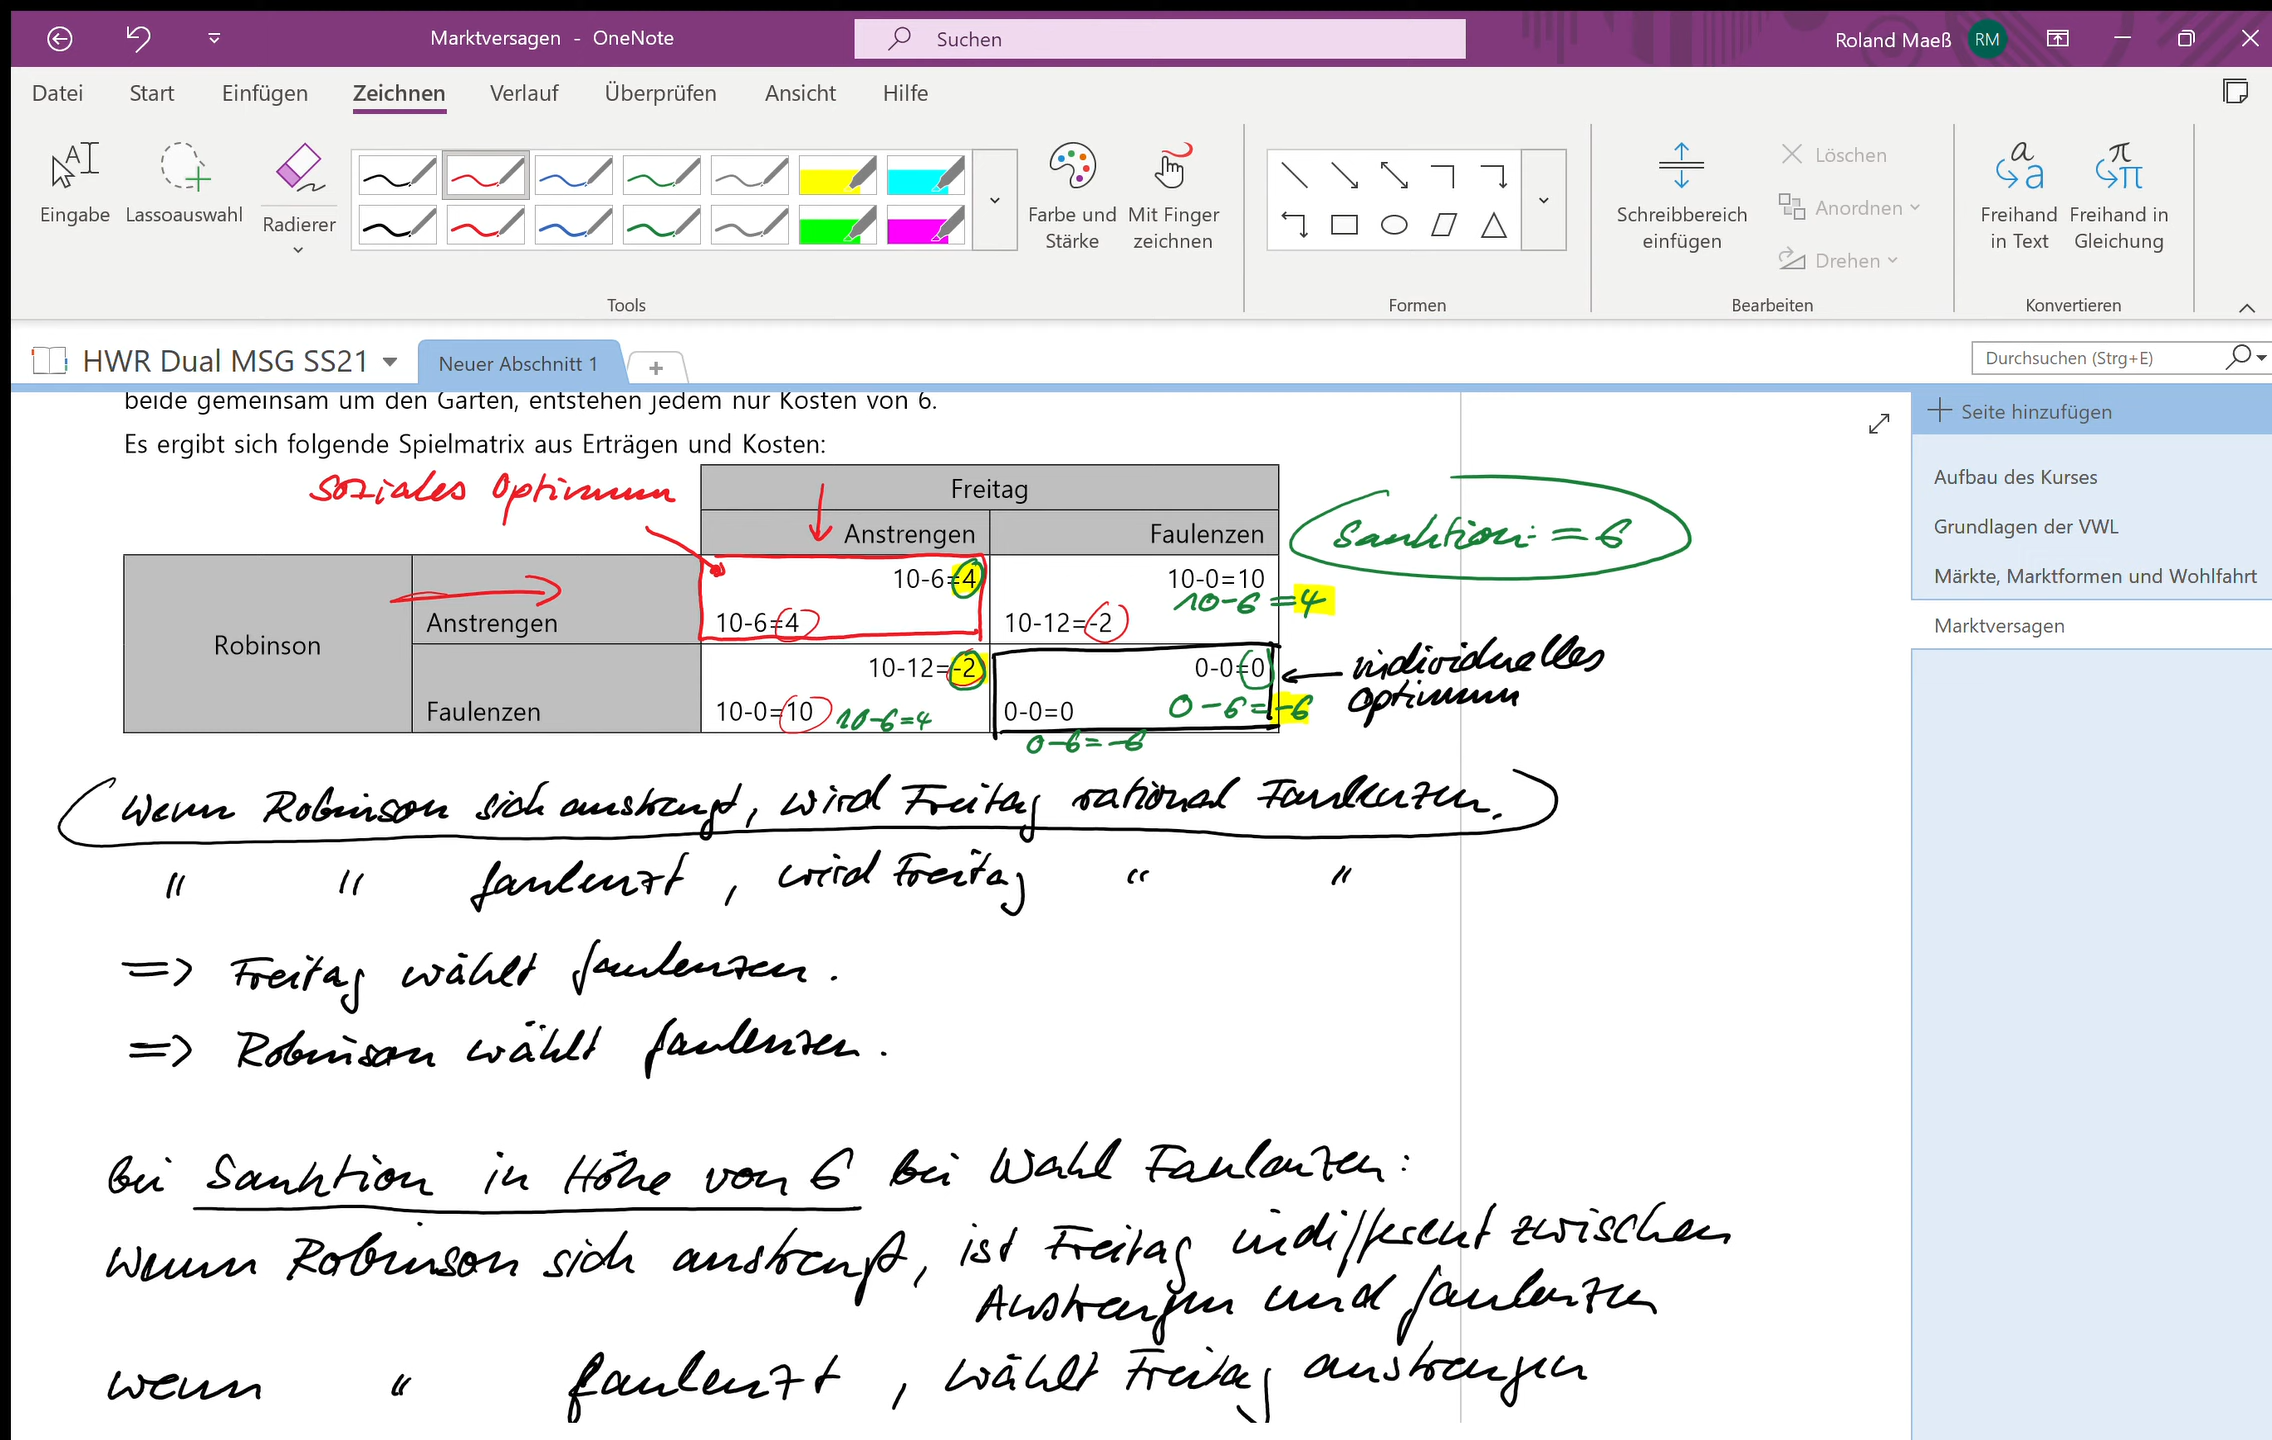 Marktversagen - OneNote
Suchen
Roland Maeß RM
Datei Start Einfügen Zeichnen Verlauf Überprüfen Ansicht Hilfe
Eingabe
Lassoauswahl
Radierer
Farbe und Stärke
Mit Finger zeichnen
Schreibbereich einfügen
Löschen
Anordnen
Drehen
Freihand in Text
Freihand in Gleichung
Tools Formen Bearbeiten Konvertieren
HWR Dual MSG SS21
Neuer Abschnitt 1
+
Durchsuchen (Strg+E)
Seite hinzufügen
Aufbau des Kurses
Grundlagen der VWL
Märkte, Marktformen und Wohlfahrt
Marktversagen
beide gemeinsam um den Garten, entstehen jedem nur Kosten von 6.
Es ergibt sich folgende Spielmatrix aus Erträgen und Kosten:
soziales Optimum
Freitag
Anstrengen Faulenzen
Sanktion: = 6
Robinson
Anstrengen
10-6=4
10-6=4
10-0=10
10-6=4
10-12=-2
Faulenzen
10-12=-2
10-0=10
10-6=4
0-0=0
0-0=0
0-6=-6
0-6=-6
individuelles
optimum
Wenn Robinson sich anstrengt, wird Freitag rational Faulenzen.
" " faulenzt, wird Freitag " "
=> Freitag wählt faulenzen.
=> Robinson wählt faulenzen.
bei Sanktion in Höhe von 6 bei Wahl Faulenzen:
Wenn Robinson sich anstrengt, ist Freitag indifferent zwischen
Anstrengen und faulenzen
wenn " faulenzt, wählt Freitag anstrengen